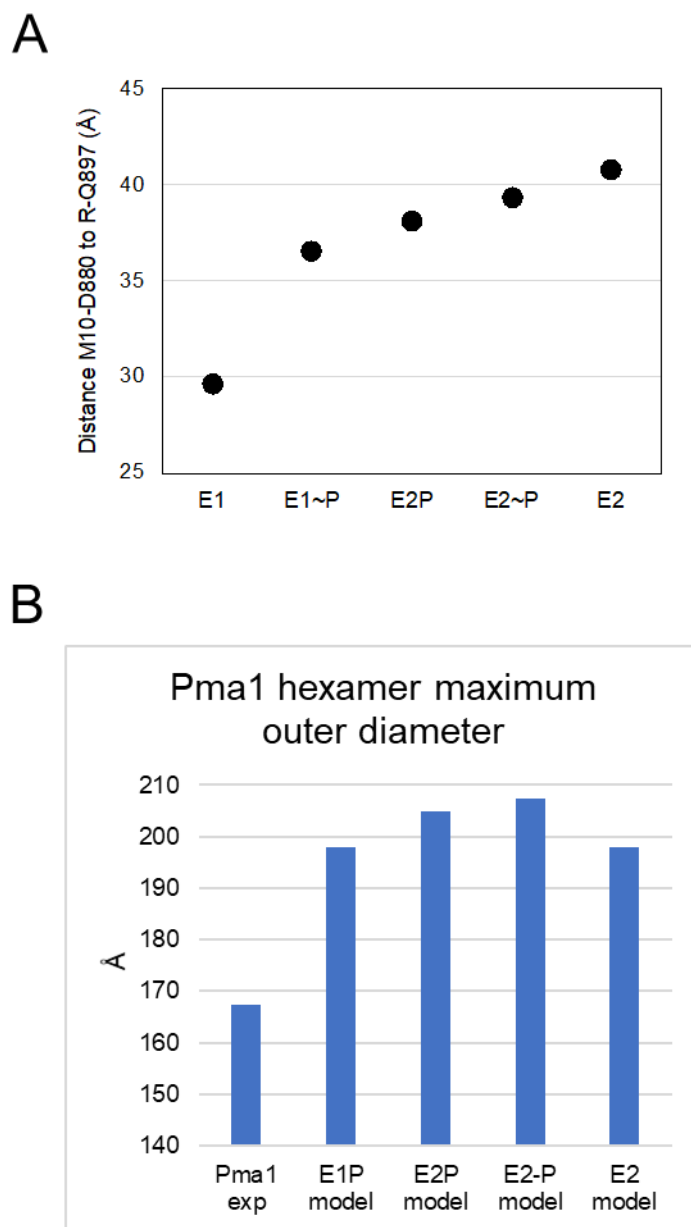 A
Distance M10-D880 to R-Q897 (Å)
45
40
35
30
25
E1 E1~P E2P E2~P E2
B
Pma1 hexamer maximum
outer diameter
Å
210
200
190
180
170
160
150
140
Pma1 E1P E2P E2-P E2
exp model model model model